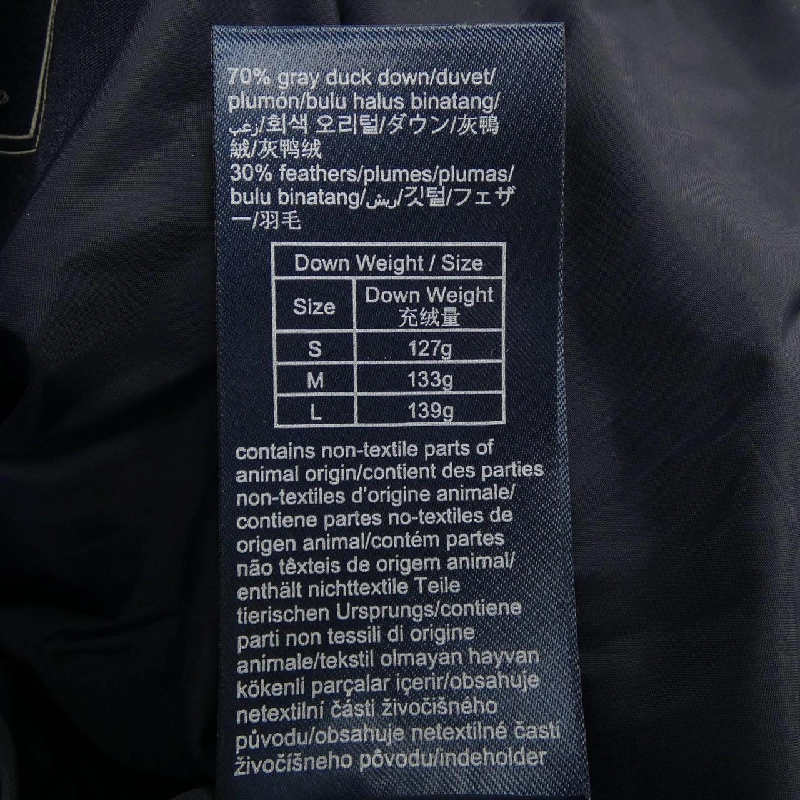 70% gray duck down/duvet/
plumón/bulu halus binatang/
زغب/회색 오리털/ダウン/灰鴨
絨/灰鸭绒
30% feathers/plumes/plumas/
bulu binatang/ريش/깃털/フェザ
ー/羽毛
Down Weight / Size
Size Down Weight
充绒量
S 127g
M 133g
L 139g
contains non-textile parts of
animal origin/contient des parties
non-textiles d'origine animale/
contiene partes no-textiles de
origen animal/contém partes
não têxteis de origem animal/
enthält nichttextile Teile
tierischen Ursprungs/contiene
parti non tessili di origine
animale/tekstil olmayan hayvan
kökenli parçalar içerir/obsahuje
netextilní části živočišného
původu/obsahuje netextilné časti
živočíšneho pôvodu/indeholder